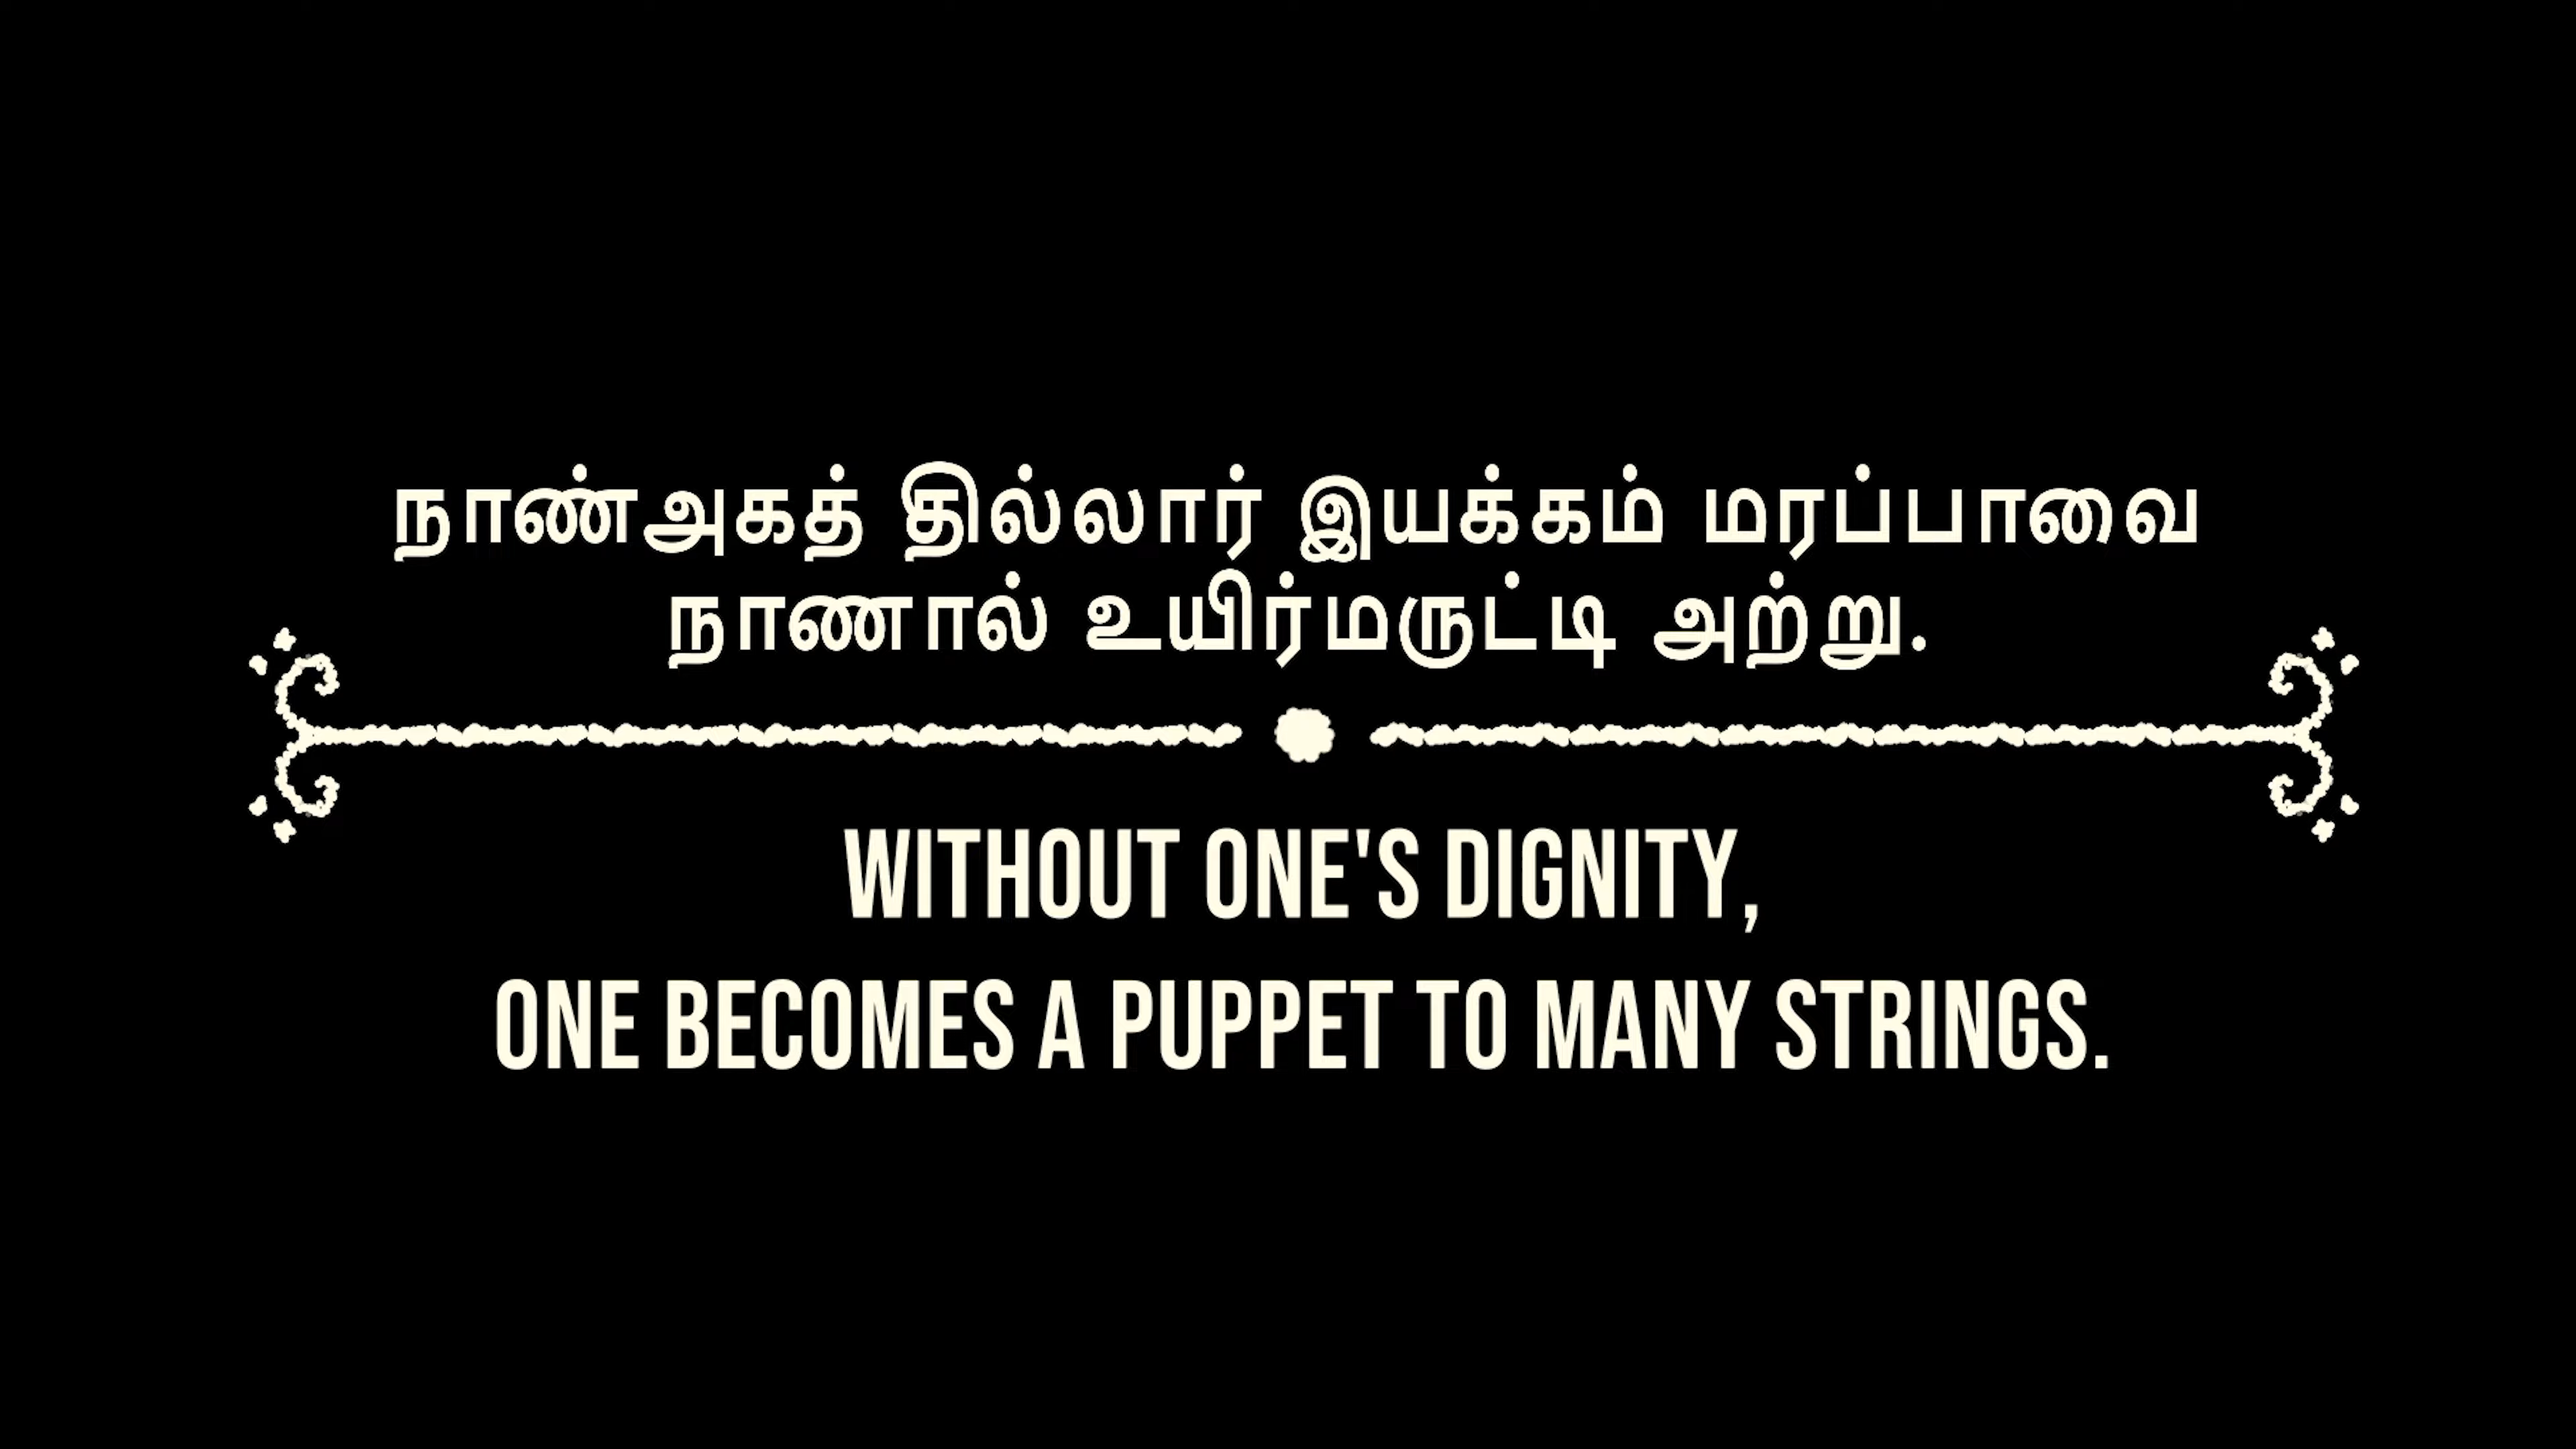 நாண்அகத் தில்லார் இயக்கம் மரப்பாவை
நாணால் உயிர்மருட்டி அற்று.
WITHOUT ONE'S DIGNITY,
ONE BECOMES A PUPPET TO MANY STRINGS.